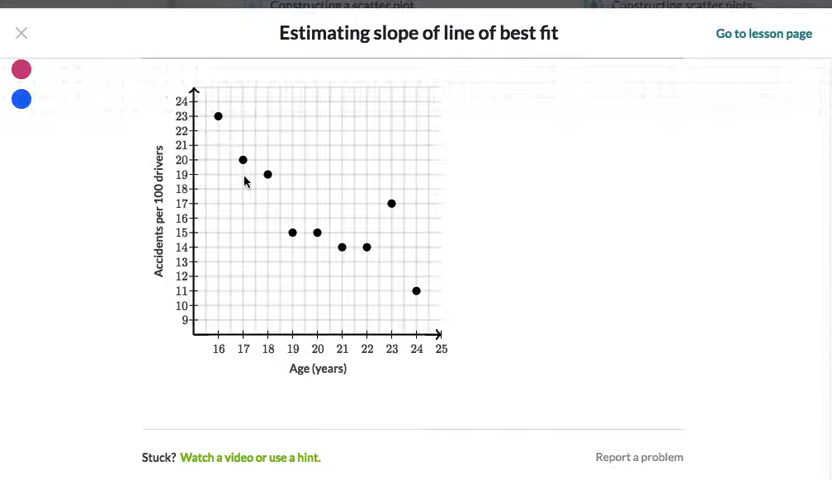 Constructing a scatter plot
Constructing scatter plots
Estimating slope of line of best fit
Go to lesson page
24
23
22
21
20
19
18
17
16
15
14
13
12
11
10
9
Accidents per 100 drivers
16 17 18 19 20 21 22 23 24 25
Age (years)
Stuck? Watch a video or use a hint.
Report a problem